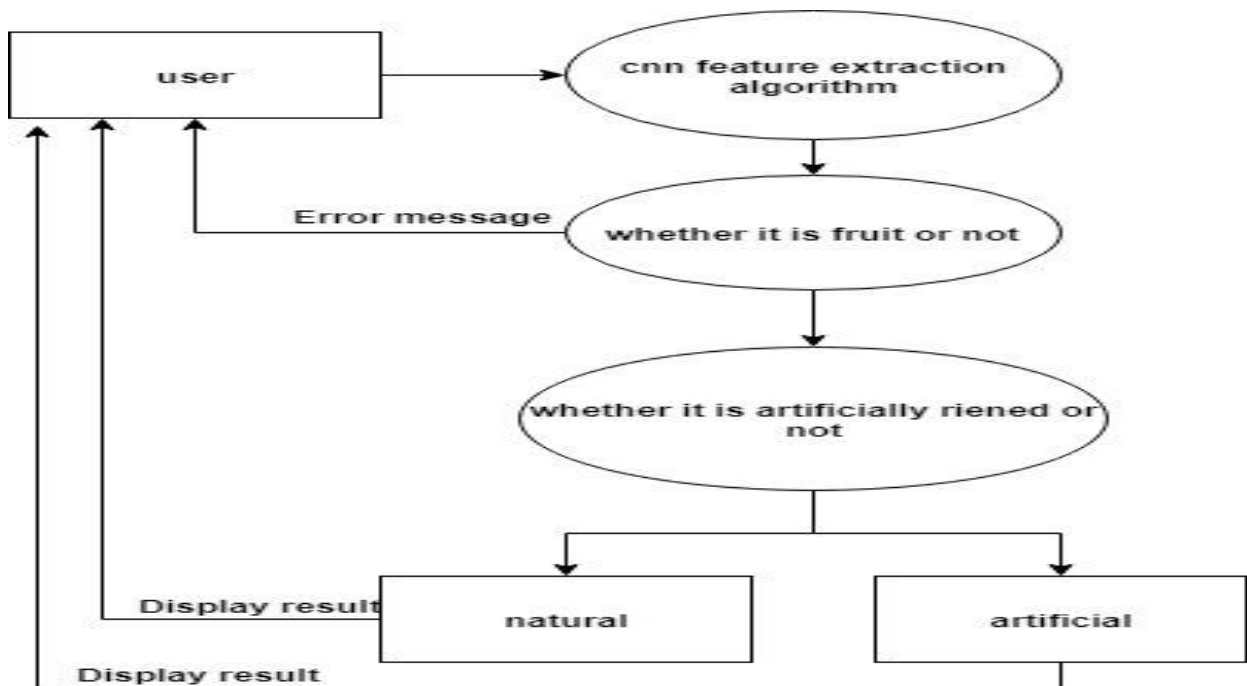 user
cnn feature extraction
algorithm
Error message
whether it is fruit or not
whether it is artificially riened or
not
Display result
natural
artificial
Display result